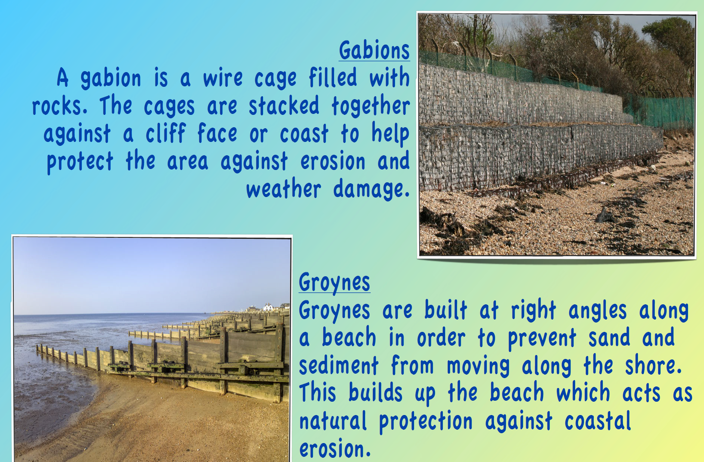 Gabions
A gabion is a wire cage filled with
rocks. The cages are stacked together
against a cliff face or coast to help
protect the area against erosion and
weather damage.
Groynes
Groynes are built at right angles along
a beach in order to prevent sand and
sediment from moving along the shore.
This builds up the beach which acts as
natural protection against coastal
erosion.